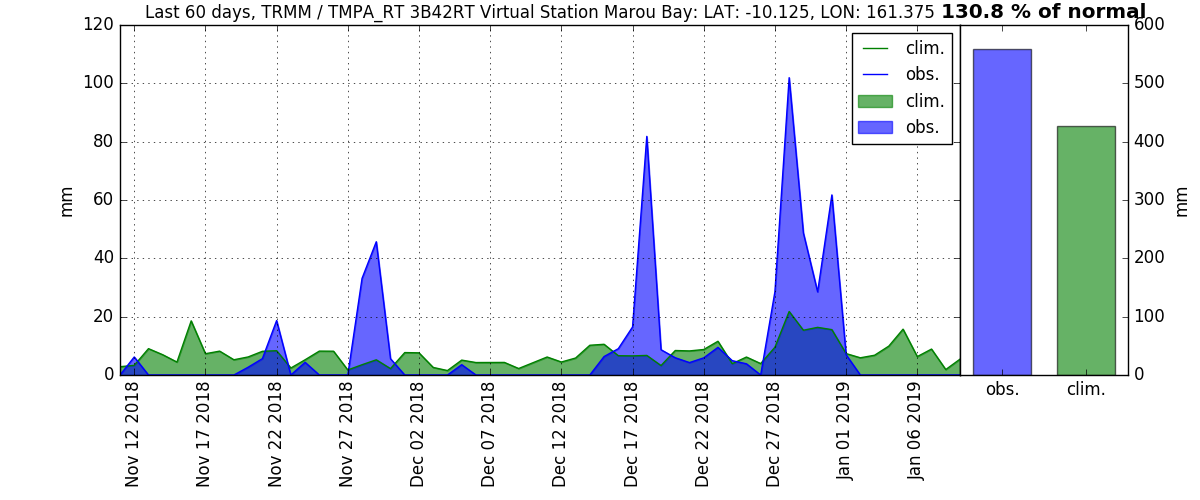 Last 60 days, TRMM / TMPA_RT 3B42RT Virtual Station Marou Bay: LAT: -10.125, LON: 161.375 130.8 % of normal
120
100
80
60
40
20
0
mm
clim.
obs.
clim.
obs.
600
500
400
300
200
100
0
mm
Nov 12 2018
Nov 17 2018
Nov 22 2018
Nov 27 2018
Dec 02 2018
Dec 07 2018
Dec 12 2018
Dec 17 2018
Dec 22 2018
Dec 27 2018
Jan 01 2019
Jan 06 2019
obs.
clim.